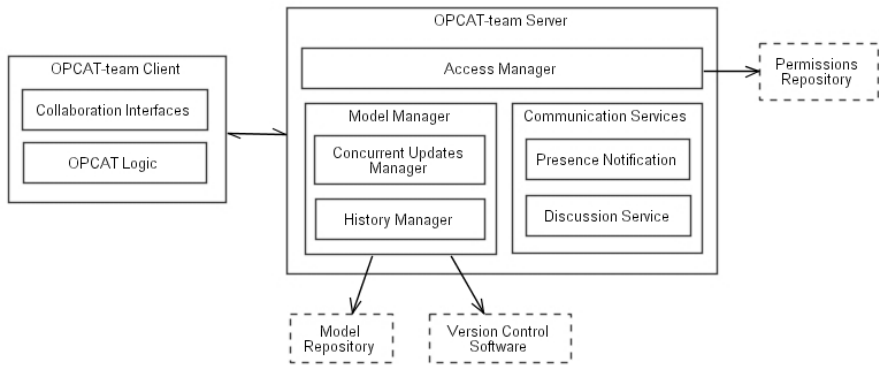 OPCAT-team Client
Collaboration Interfaces
OPCAT Logic
OPCAT-team Server
Access Manager
Model Manager
Concurrent Updates
Manager
History Manager
Communication Services
Presence Notification
Discussion Service
Permissions
Repository
Model
Repository
Version Control
Software